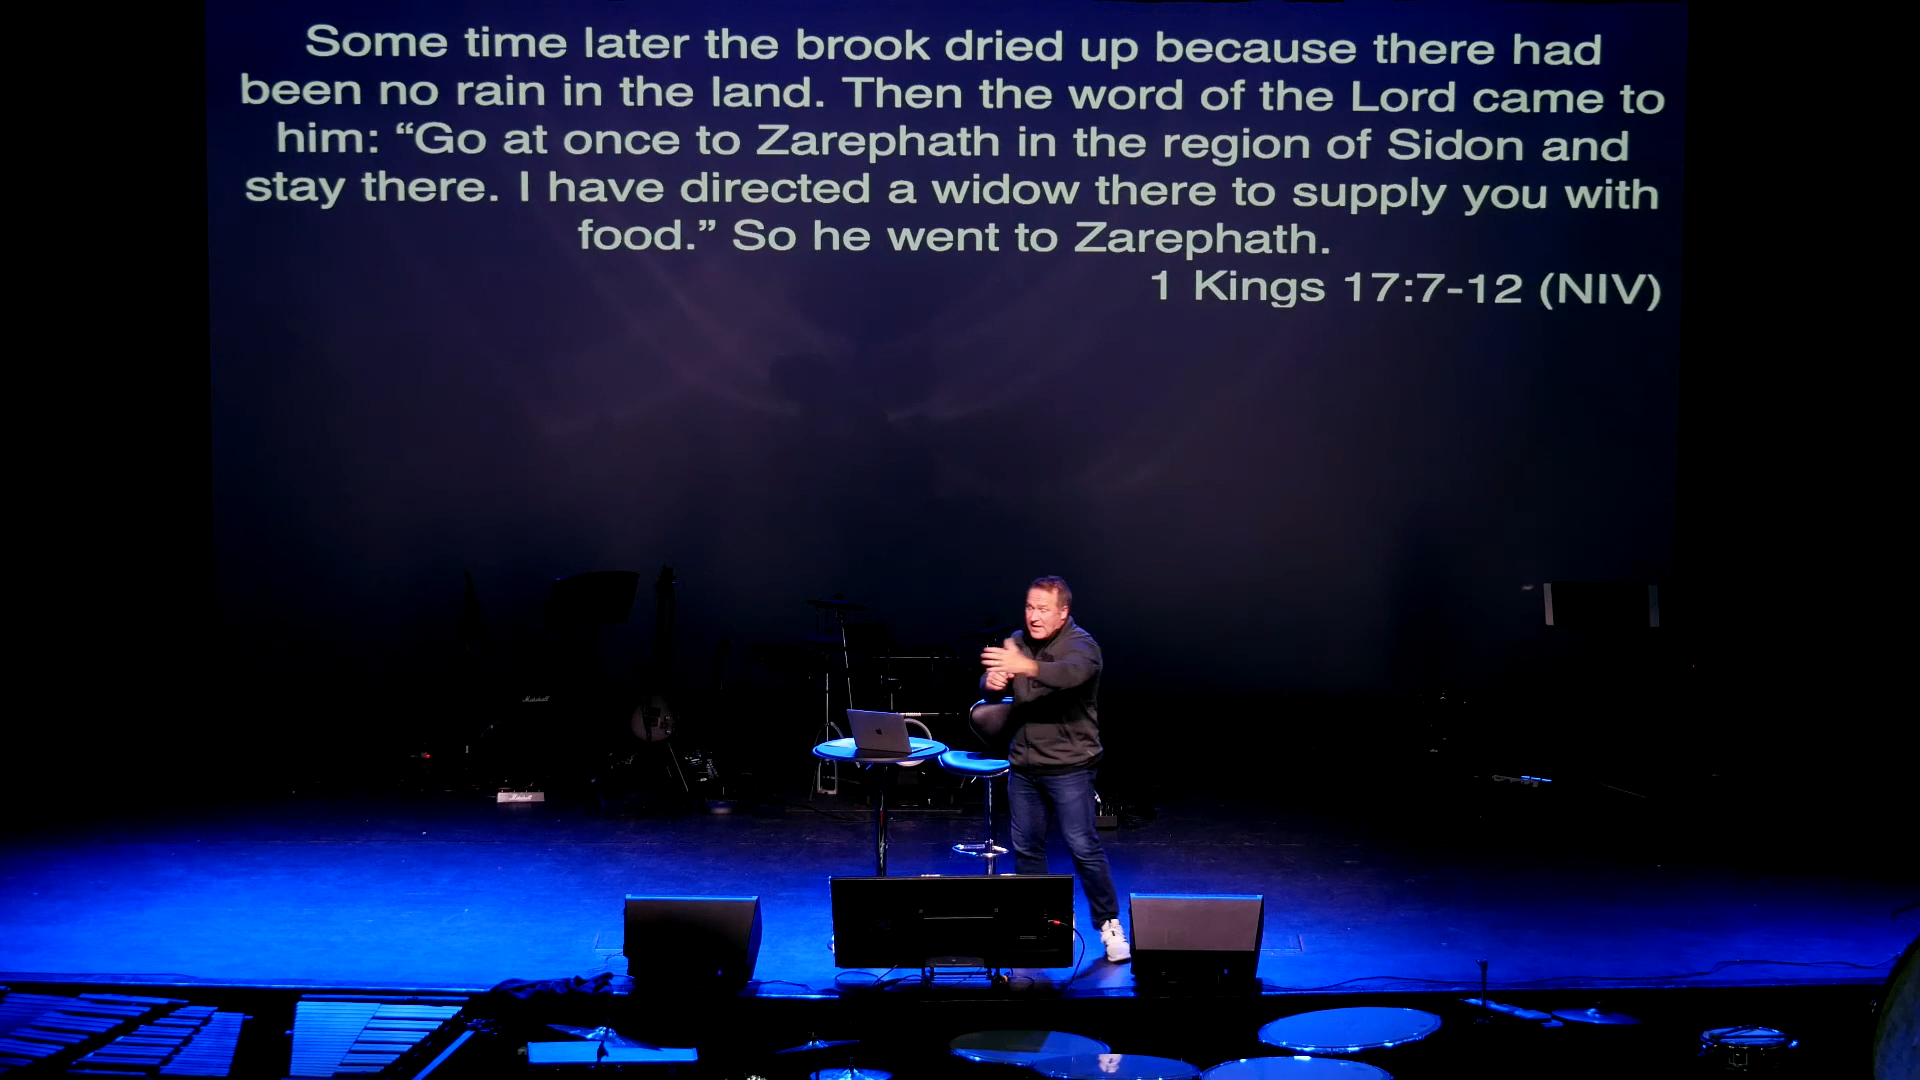 Some time later the brook dried up because there had
been no rain in the land. Then the word of the Lord came to
him: “Go at once to Zarephath in the region of Sidon and
stay there. I have directed a widow there to supply you with
food.” So he went to Zarephath.
1 Kings 17:7-12 (NIV)
Marshall
Marshall